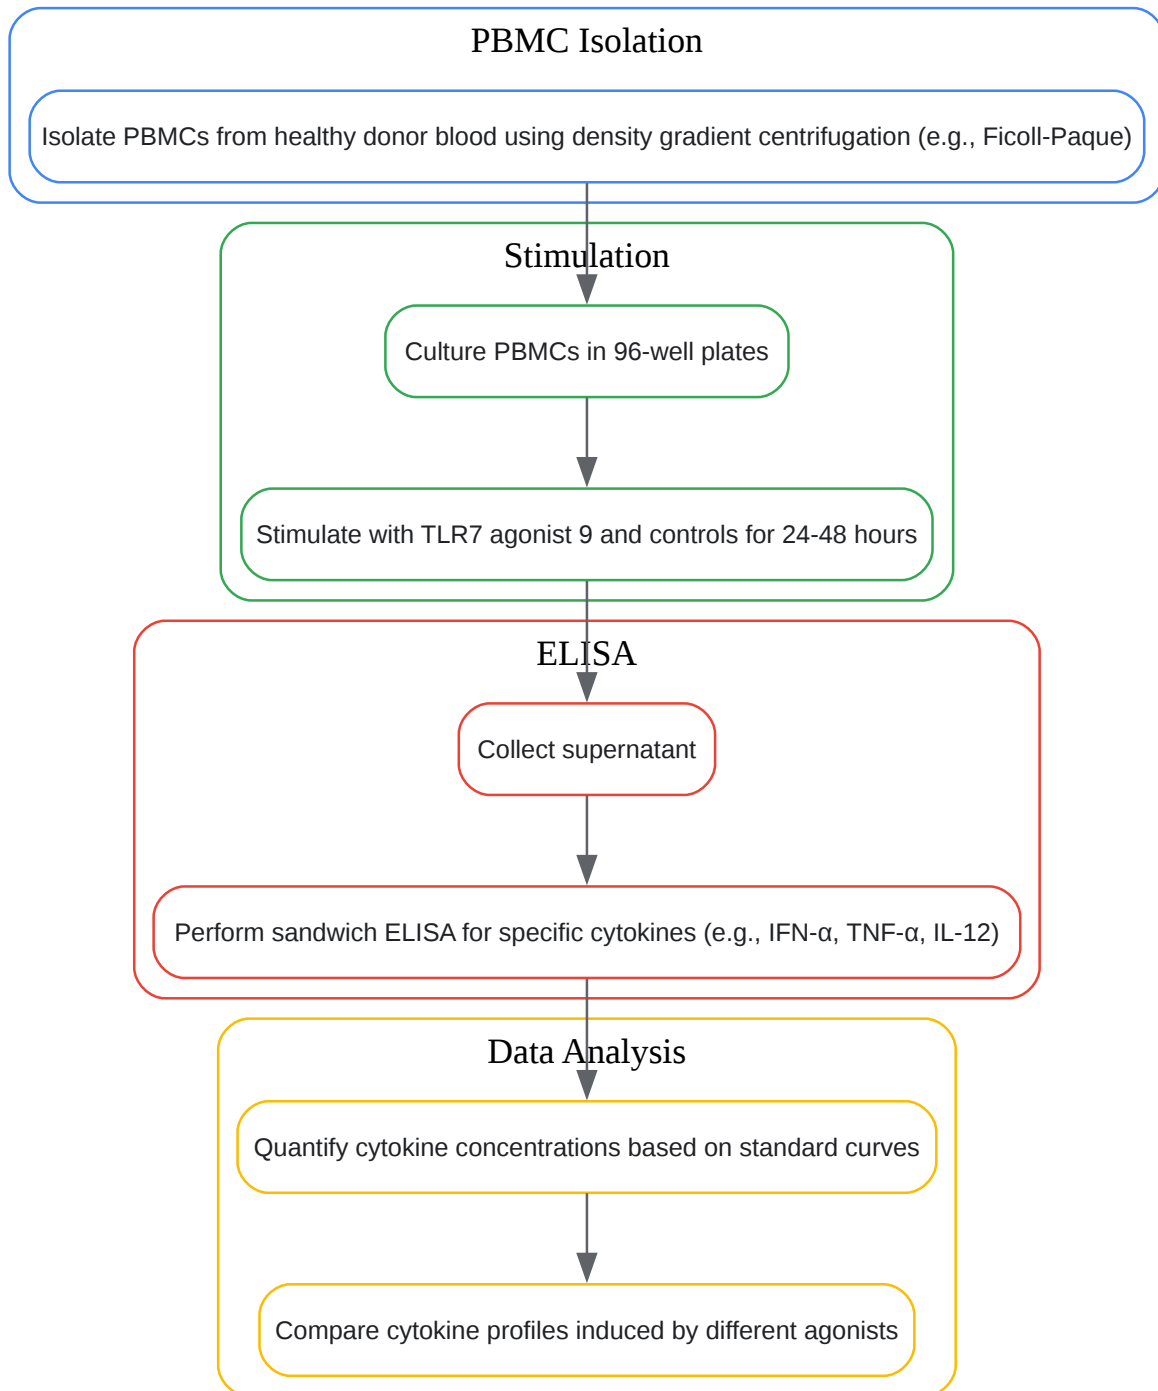 PBMC Isolation
Isolate PBMCs from healthy donor blood using density gradient centrifugation (e.g., Ficoll-Paque)
Stimulation
Culture PBMCs in 96-well plates
Stimulate with TLR7 agonist 9 and controls for 24-48 hours
ELISA
Collect supernatant
Perform sandwich ELISA for specific cytokines (e.g., IFN-α, TNF-α, IL-12)
Data Analysis
Quantify cytokine concentrations based on standard curves
Compare cytokine profiles induced by different agonists